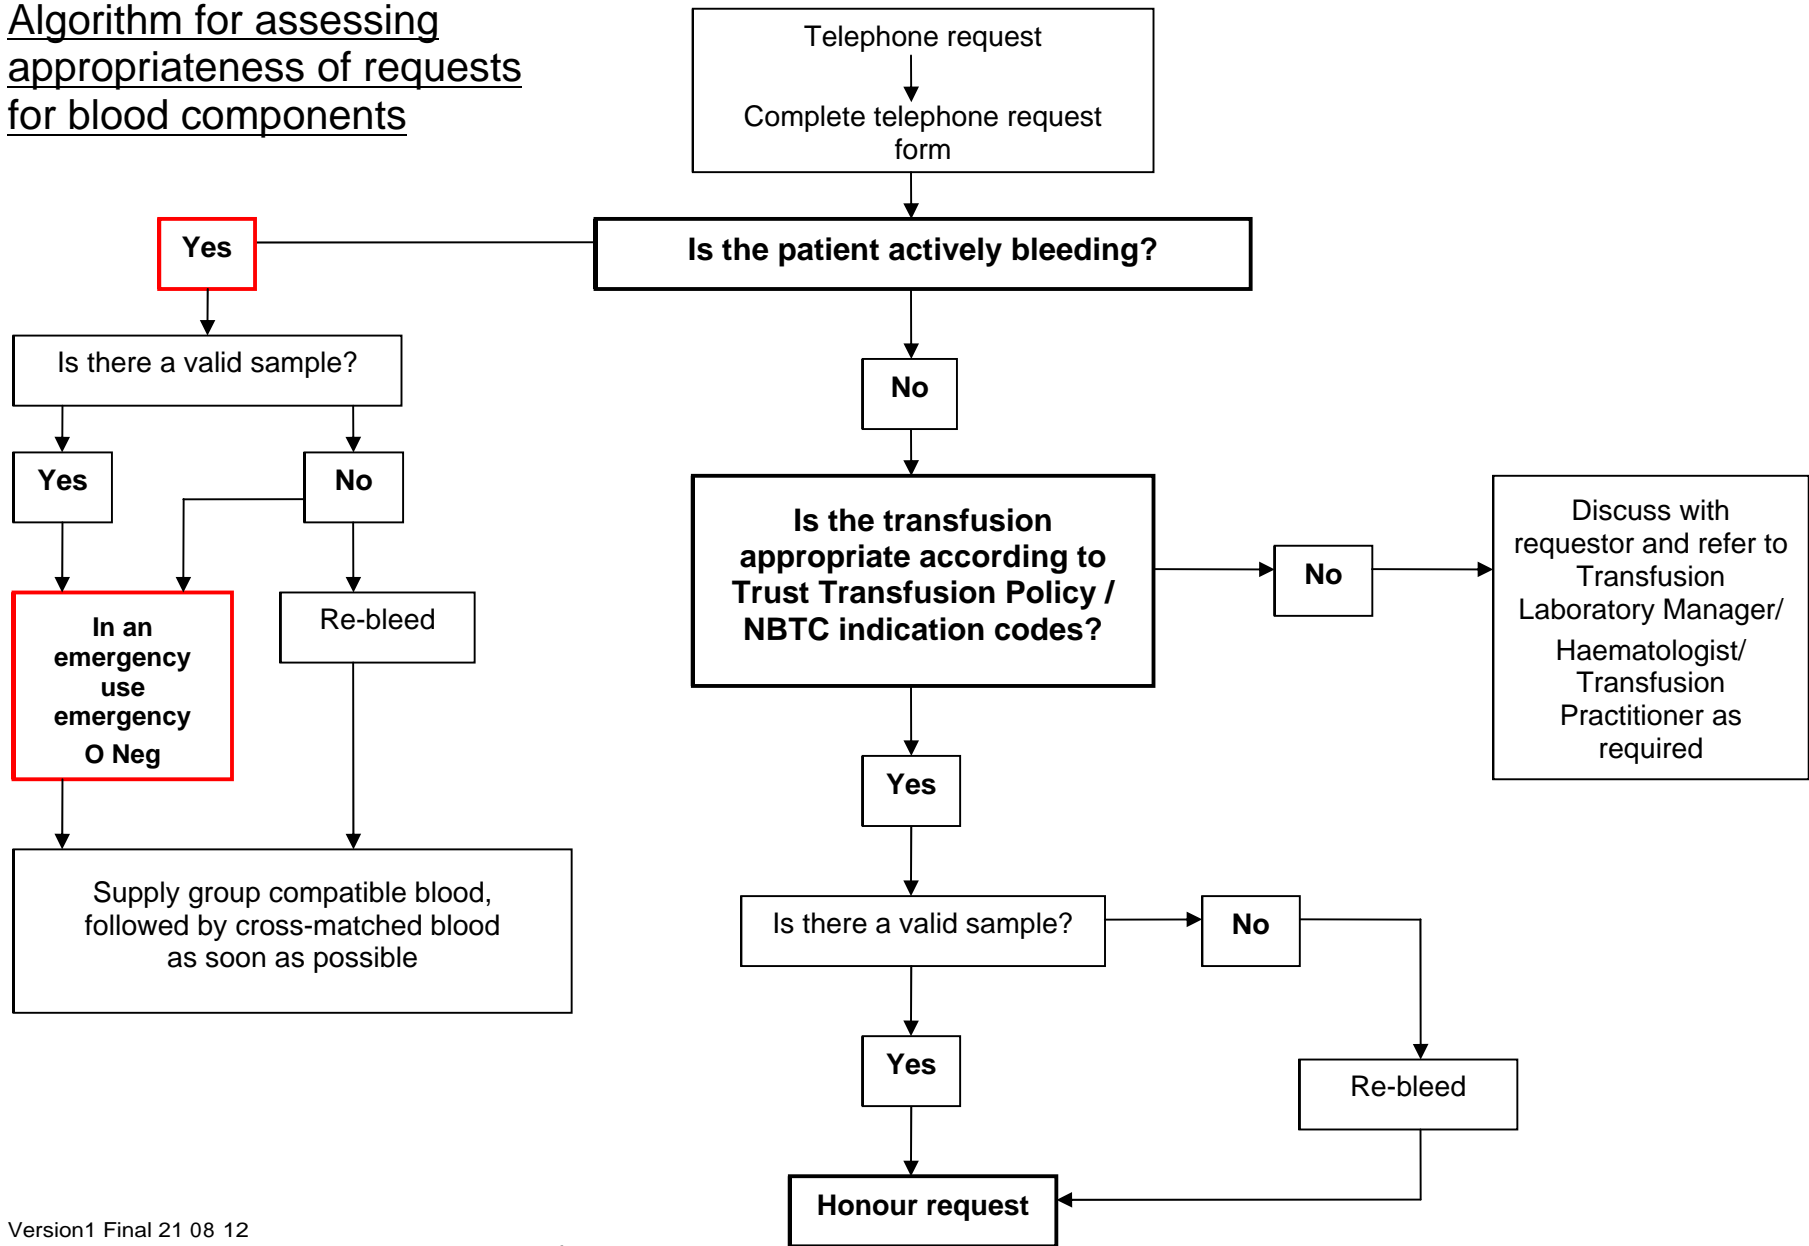 Algorithm for assessing
appropriateness of requests
for blood components
Telephone request
Complete telephone request
form
Is the patient actively bleeding?
Yes
Is there a valid sample?
No
Yes
No
Is the transfusion
appropriate according to
Trust Transfusion Policy /
NBTC indication codes?
No
Discuss with
requestor and refer to
Transfusion
Laboratory Manager/
Haematologist/
Transfusion
Practitioner as
required
In an
emergency
use
emergency
O Neg
Re-bleed
Yes
Supply group compatible blood,
followed by cross-matched blood
as soon as possible
Is there a valid sample?
No
Yes
Re-bleed
Honour request
Version1 Final 21 08 12